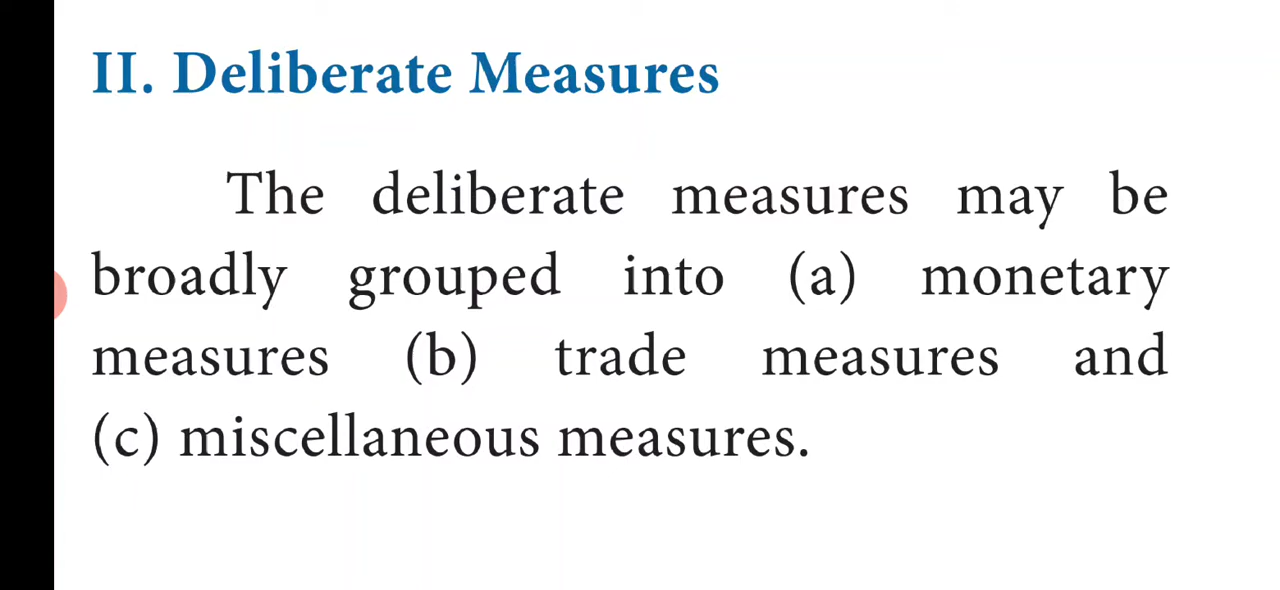 II. Deliberate Measures
The deliberate measures may be
broadly grouped into (a) monetary
measures (b) trade measures and
(c) miscellaneous measures.